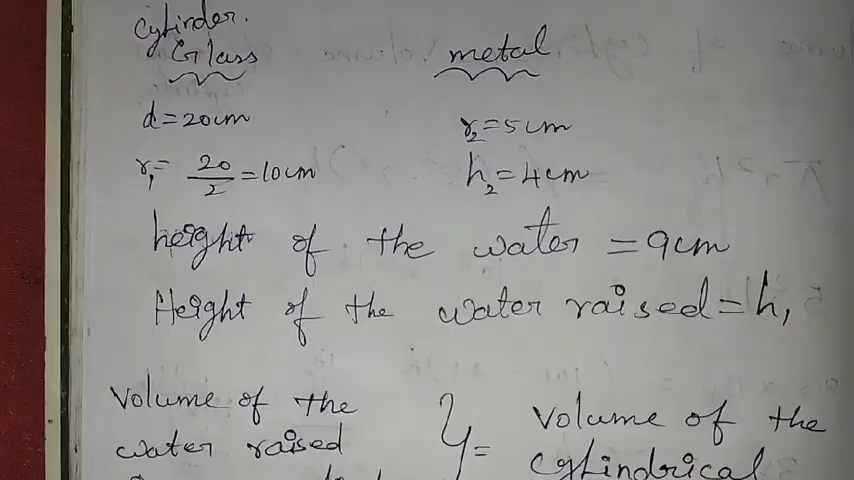 cylinder.
Glass metal
d=20cm r2=5cm
r1= 20/2 =10cm h2=4cm
height of the water = 9cm
Height of the water raised=h1
Volume of the Volume of the
water raised } = cylindrical